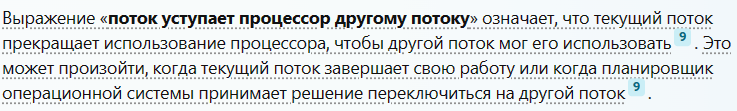 Выражение «поток уступает процессор другому потоку» означает, что текущий поток
прекращает использование процессора, чтобы другой поток мог его использовать 9 . Это
может произойти, когда текущий поток завершает свою работу или когда планировщик
операционной системы принимает решение переключиться на другой поток 9 .